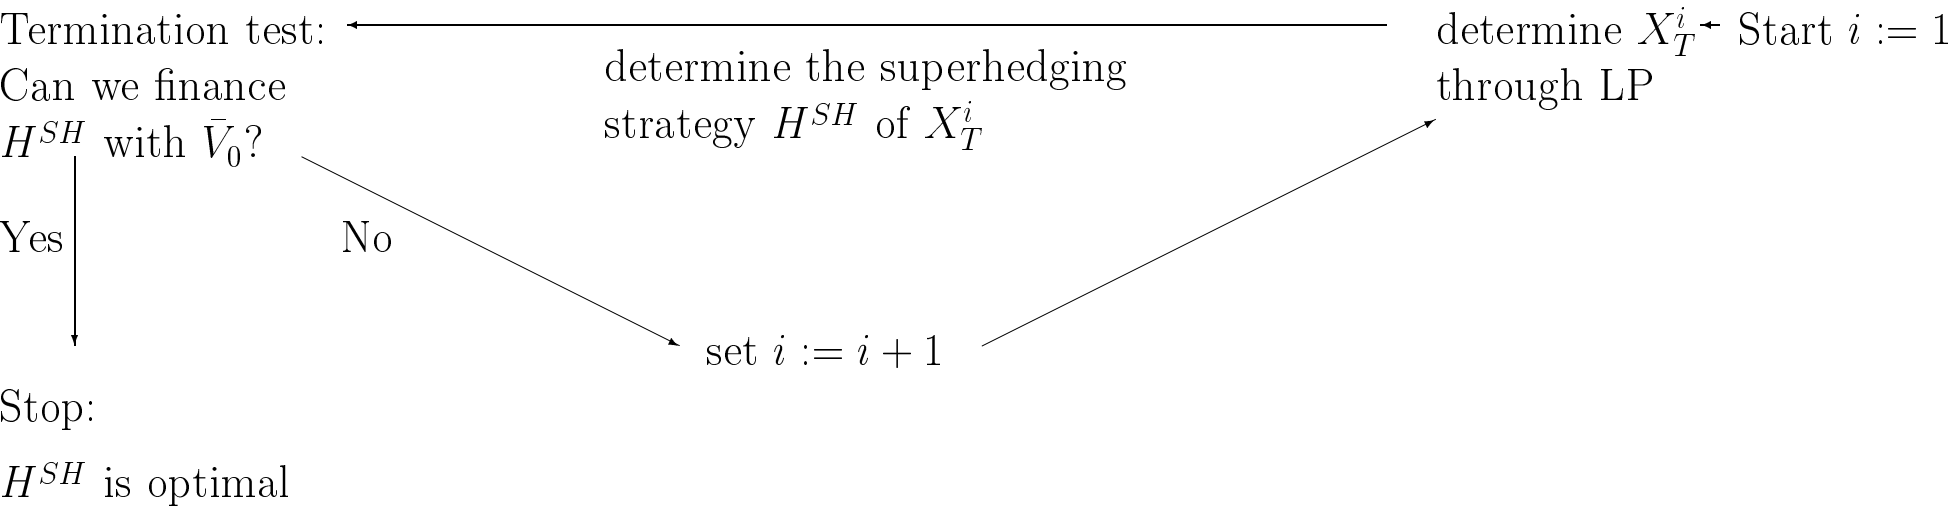 Termination test:
Can we finance
$H^{SH}$ with $\bar{V}_0$?
determine the superhedging
strategy $H^{SH}$ of $X_T^i$
determine $X_T^i$
through LP
Start $i := 1$
Yes
No
set $i := i + 1$
Stop:
$H^{SH}$ is optimal